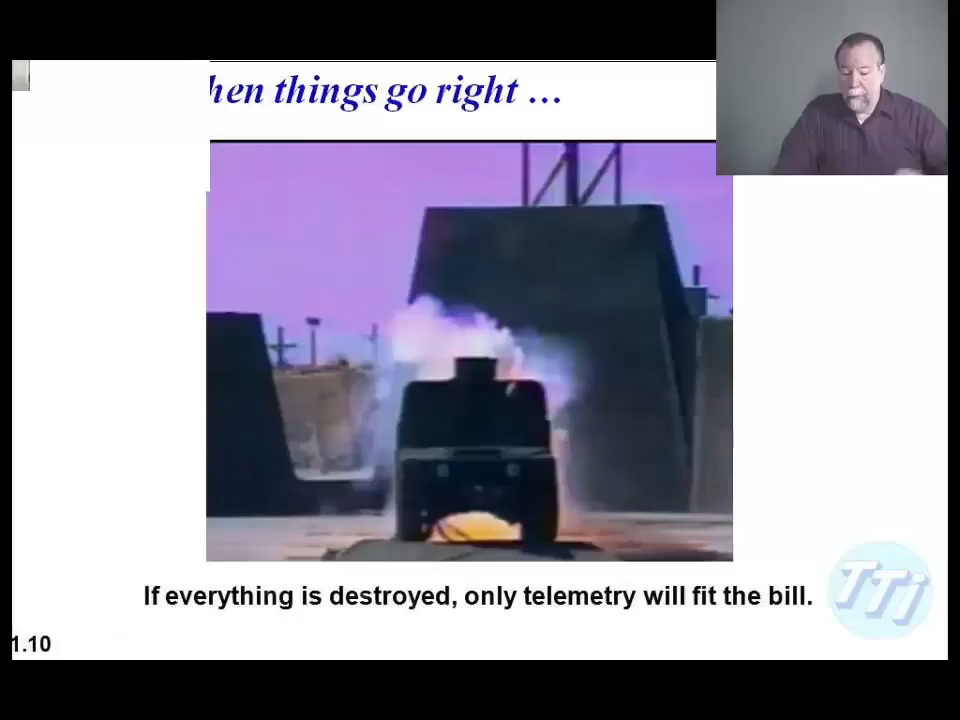 hen things go right ...
If everything is destroyed, only telemetry will fit the bill.
TTi
1.10